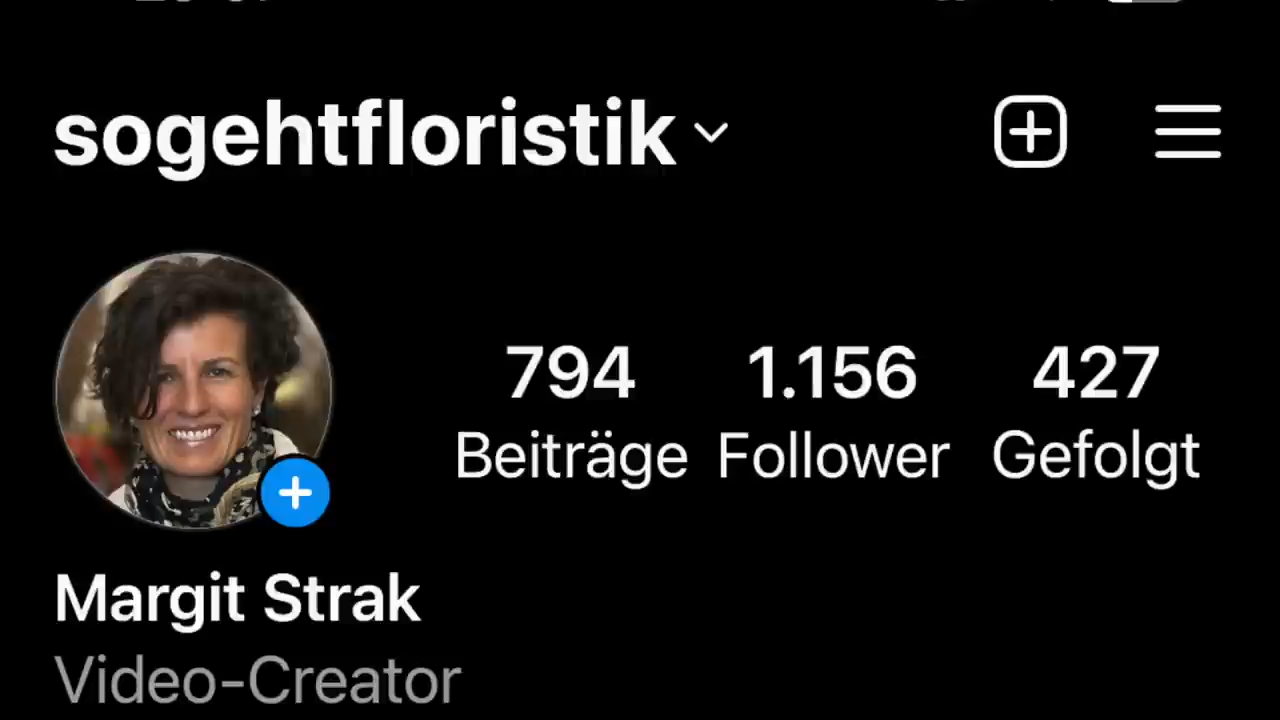 sogehtfloristik
794 1.156 427
Beiträge Follower Gefolgt
Margit Strak
Video-Creator